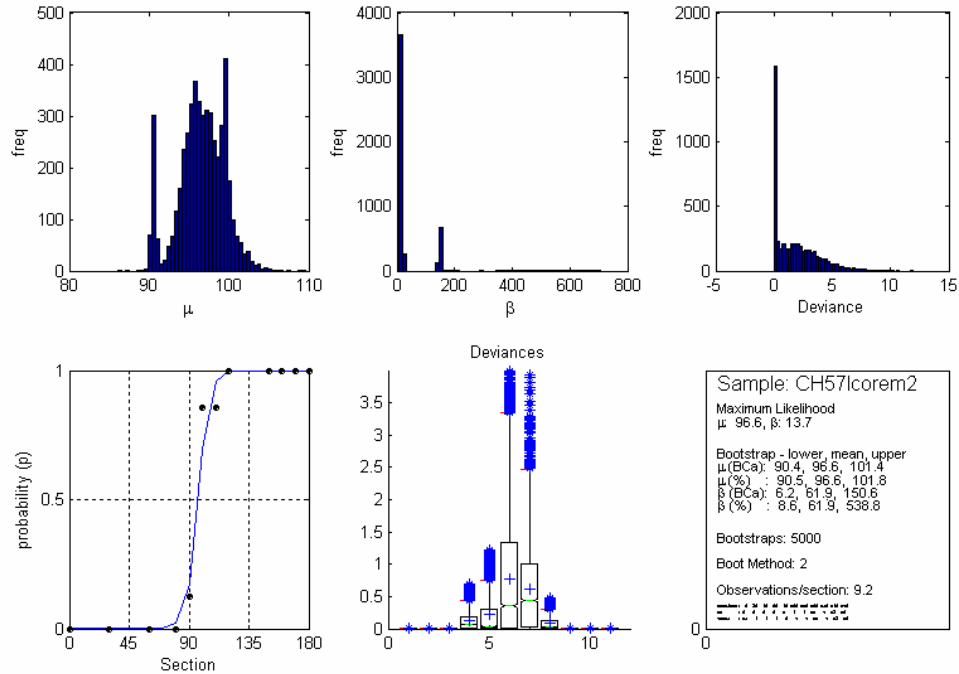 500
400
300
200
100
0
freq
80
90
100
110
μ
4000
3000
2000
1000
0
freq
0
200
400
600
800
β
2000
1500
1000
500
0
freq
-5
0
5
10
15
Deviance
1
0.5
0
probability (p)
0
45
90
135
180
Section
Deviances
3.5
3
2.5
2
1.5
1
0.5
0
0
5
10
Sample: CH57lcorem2
Maximum Likelihood
μ: 96.6, β: 13.7
Bootstrap - lower, mean, upper
μ(BCa): 90.4, 96.6, 101.4
μ(%) : 90.5, 96.6, 101.8
β(BCa): 6.2, 61.9, 150.6
β(%) : 8.6, 61.9, 538.8
Bootstraps: 5000
Boot Method: 2
Observations/section: 9.2
0
0